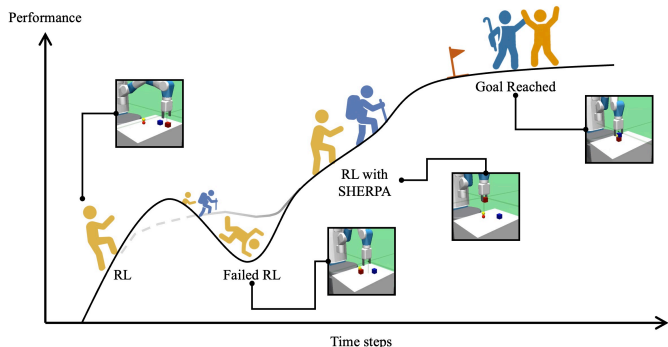 Performance
Goal Reached
RL with
SHERPA
RL
Failed RL
Time steps